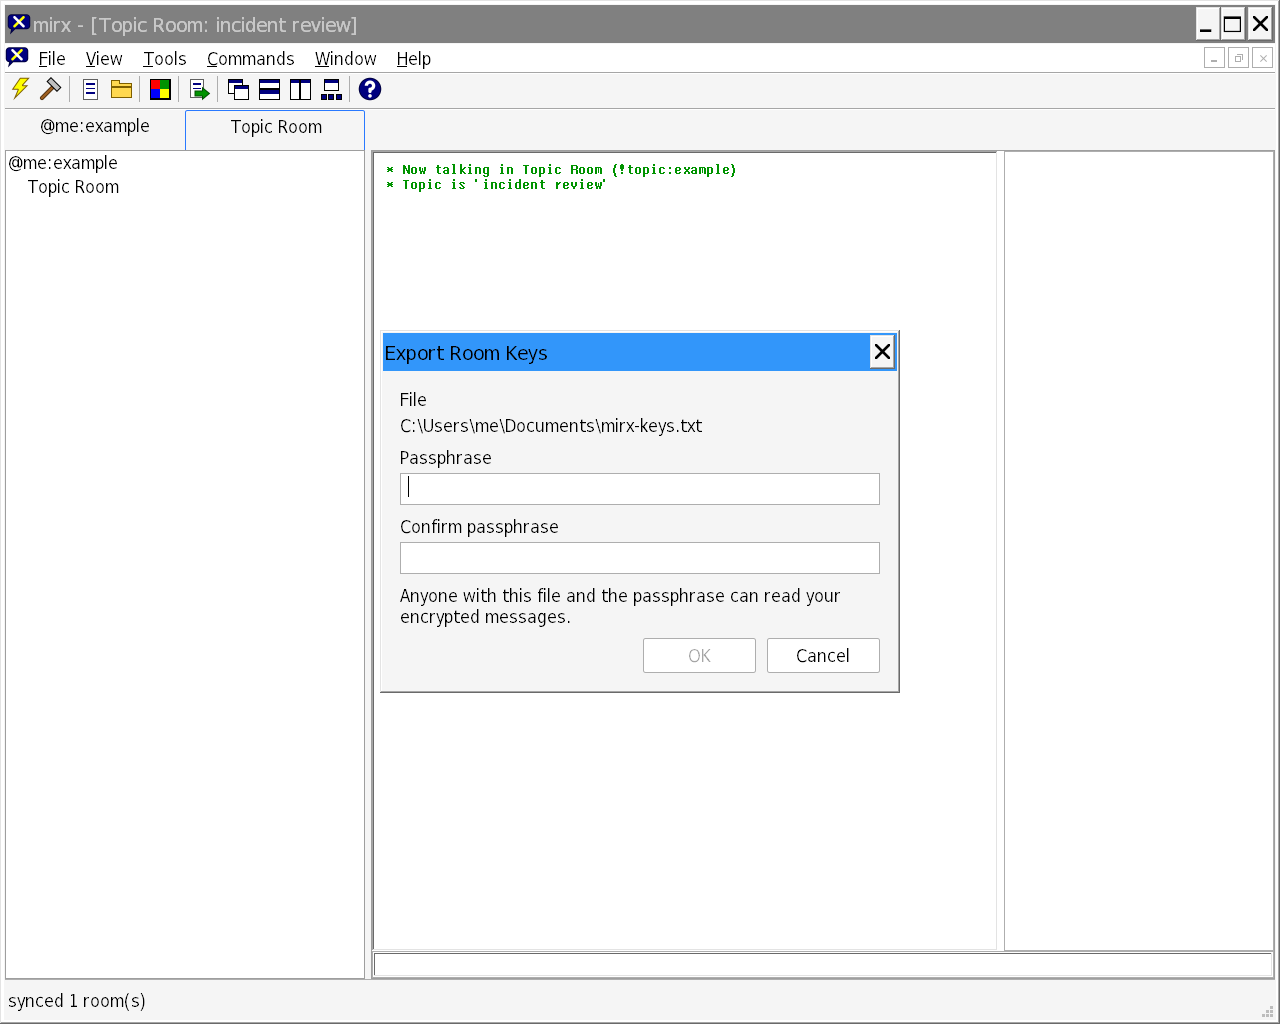 mirx - [Topic Room: incident review]
File View Tools Commands Window Help
@me:example Topic Room
@me:example
Topic Room
* Now talking in Topic Room (!topic:example)
* Topic is 'incident review'
Export Room Keys
File
C:\Users\me\Documents\mirx-keys.txt
Passphrase
Confirm passphrase
Anyone with this file and the passphrase can read your
encrypted messages.
OK Cancel
synced 1 room(s)